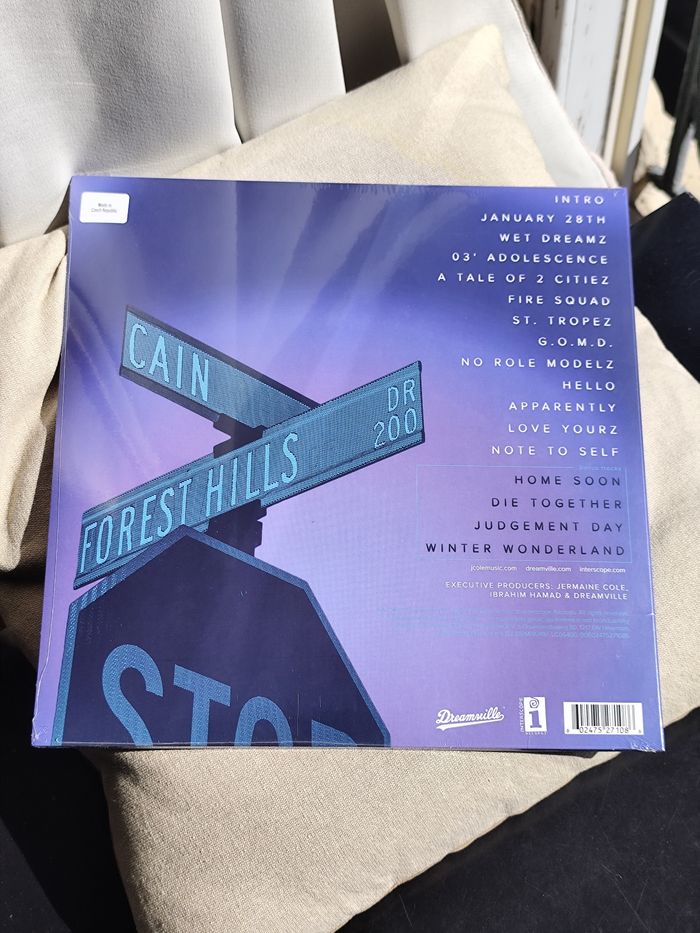 Made in
Czech Republic
INTRO
JANUARY 28TH
WET DREAMZ
03' ADOLESCENCE
A TALE OF 2 CITIEZ
FIRE SQUAD
ST. TROPEZ
G.O.M.D.
NO ROLE MODELZ
HELLO
APPARENTLY
LOVE YOURZ
NOTE TO SELF
bonus tracks
HOME SOON
DIE TOGETHER
JUDGEMENT DAY
WINTER WONDERLAND
jcolemusic.com dreamville.com interscope.com
EXECUTIVE PRODUCERS: JERMAINE COLE,
IBRAHIM HAMAD & DREAMVILLE
CAIN
DR
200
FOREST HILLS
STOP
Dreamville
INTERSCOPE
i
02475 27108